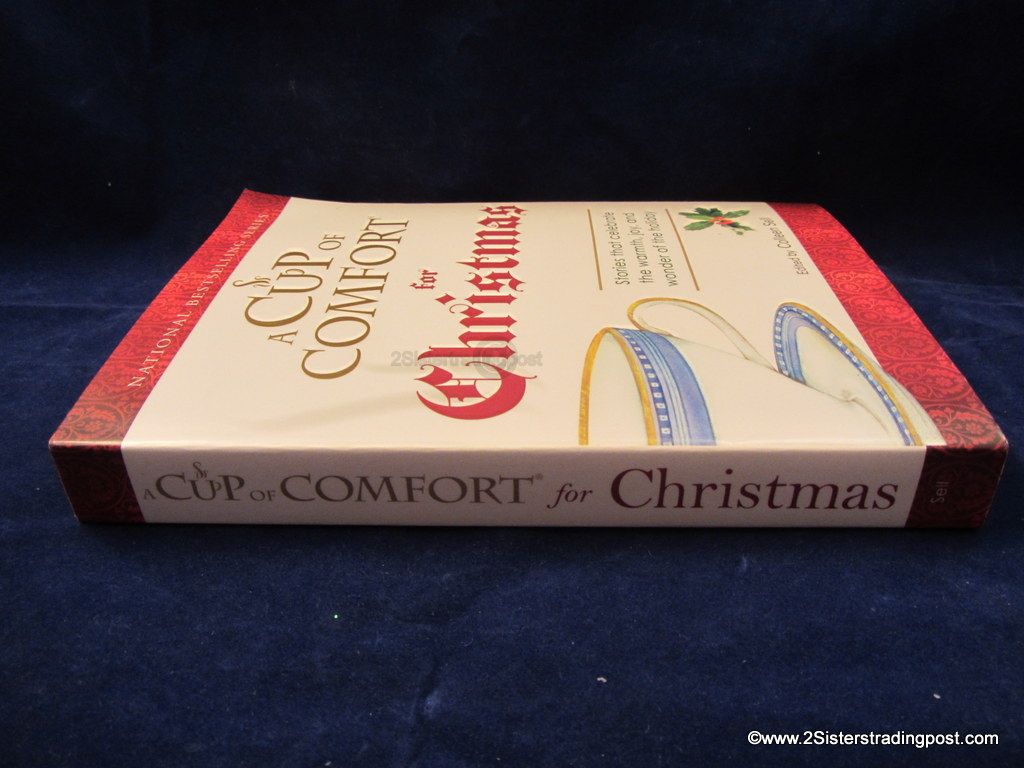 NATIONAL BESTSELLING SERIES
A CUP OF
COMFORT
for
Christmas
Stories that celebrate
the warmth, joy, and
wonder of the holiday
Edited by Colleen Sell
2Sisterstradingpost
A CUP OF COMFORT® for Christmas
Sell
©www.2Sisterstradingpost.com